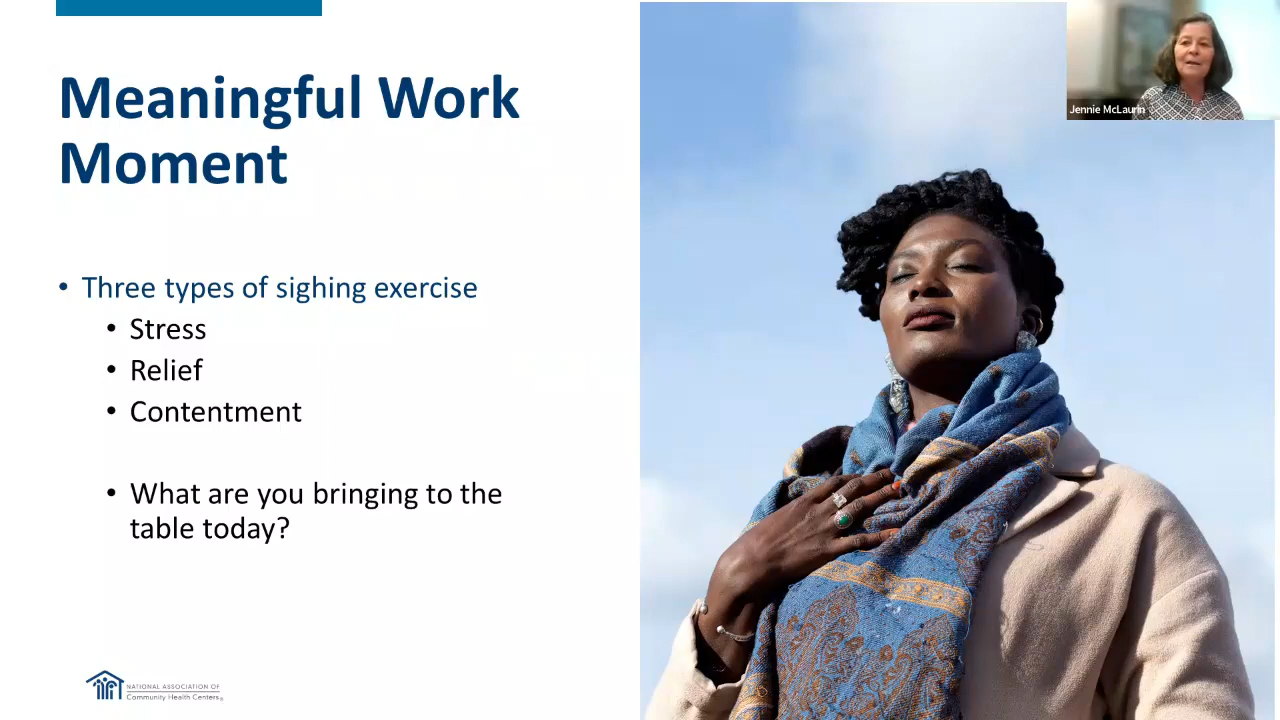 Meaningful Work
Moment
Jennie McLaurin
• Three types of sighing exercise
• Stress
• Relief
• Contentment
• What are you bringing to the
table today?
NATIONAL ASSOCIATION OF
Community Health Centers®